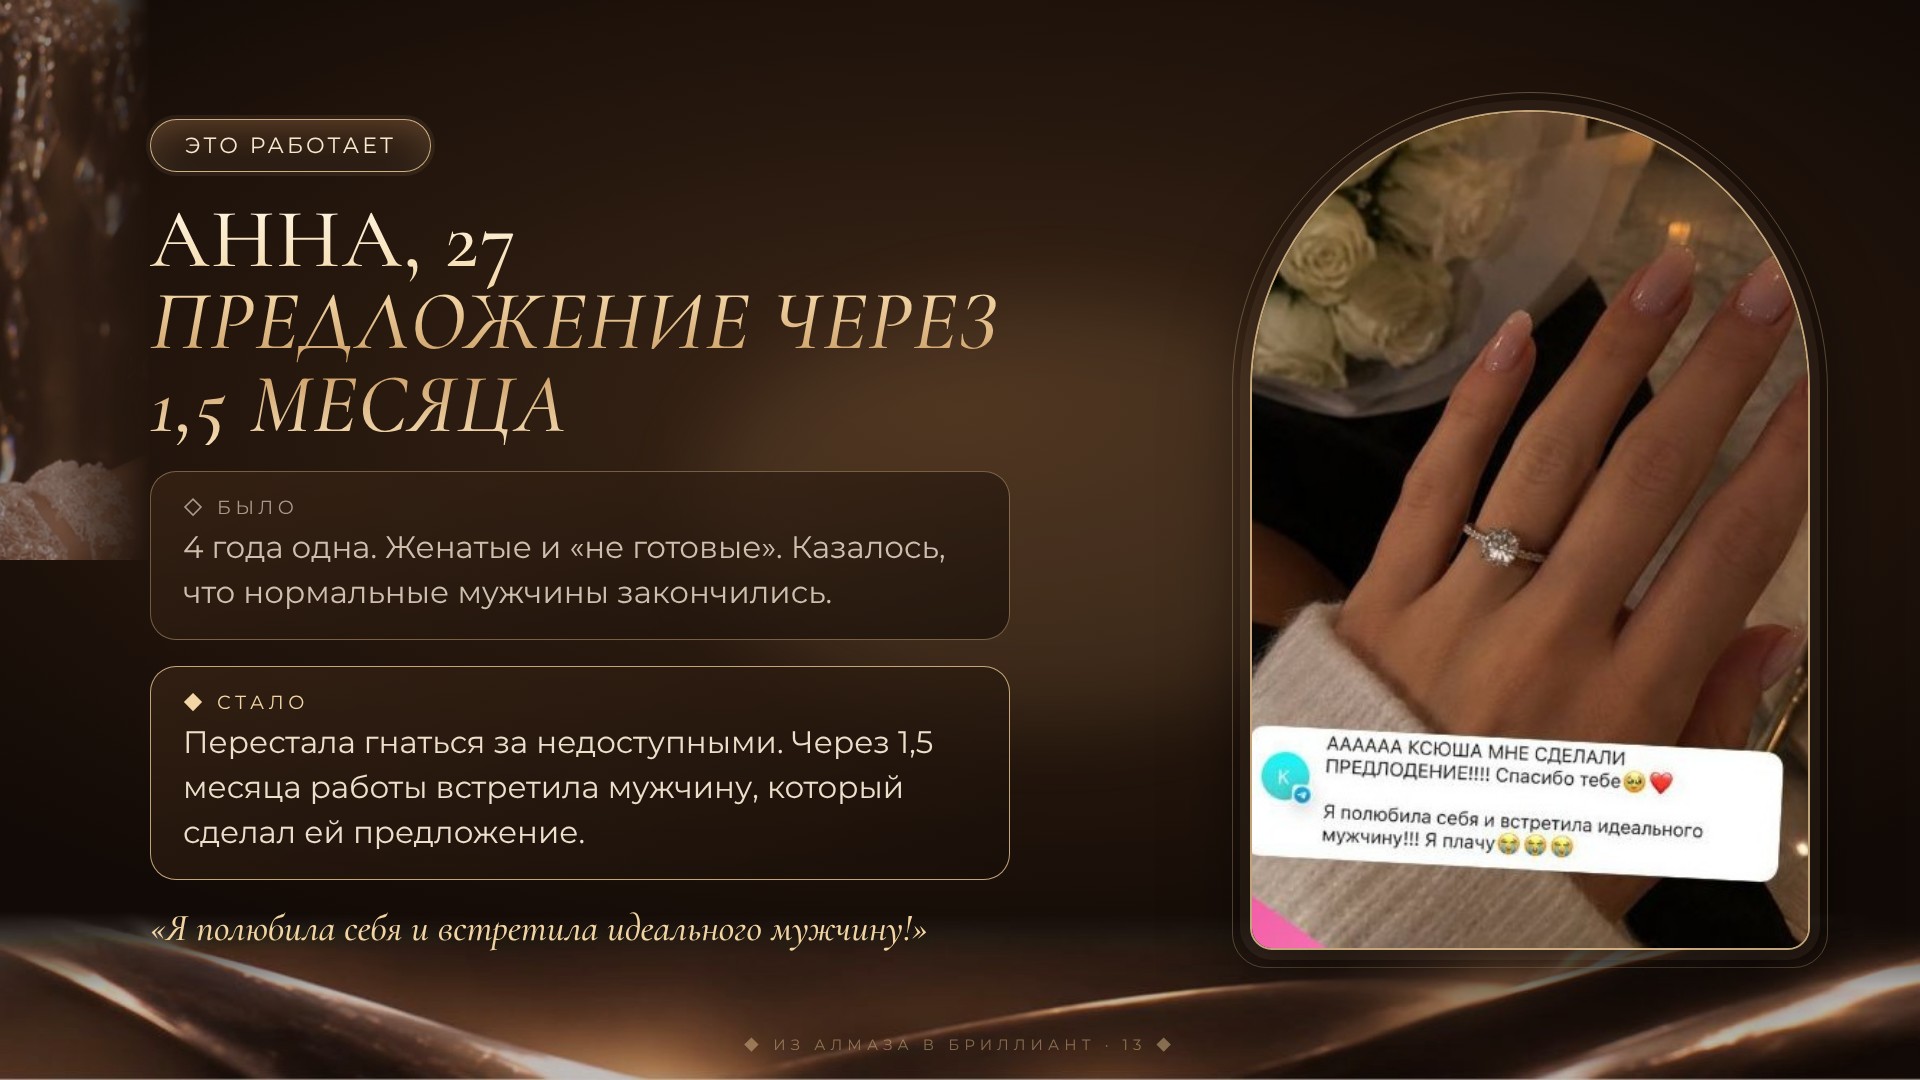 ЭТО РАБОТАЕТ
АННА, 27
ПРЕДЛОЖЕНИЕ ЧЕРЕЗ
1,5 МЕСЯЦА
БЫЛО
4 года одна. Женатые и «не готовые». Казалось,
что нормальные мужчины закончились.
СТАЛО
Перестала гнаться за недоступными. Через 1,5
месяца работы встретила мужчину, который
сделал ей предложение.
«Я полюбила себя и встретила идеального мужчину!»
К
АААААА КСЮША МНЕ СДЕЛАЛИ
ПРЕДЛОДЕНИЕ!!!! Спасибо тебе🥹❤️
Я полюбила себя и встретила идеального
мужчину!!! Я плачу😭😭😭
ИЗ АЛМАЗА В БРИЛЛИАНТ · 13